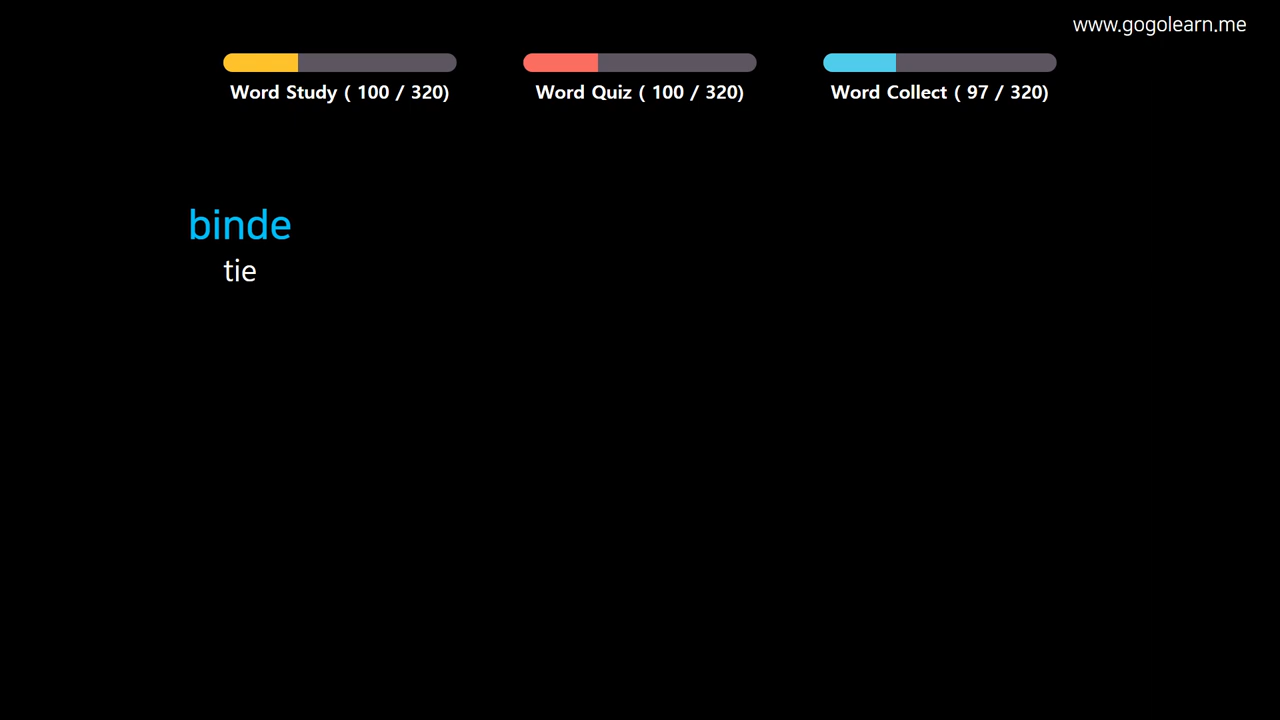 www.gogolearn.me
Word Study ( 100 / 320)
Word Quiz ( 100 / 320)
Word Collect ( 97 / 320)
binde
tie